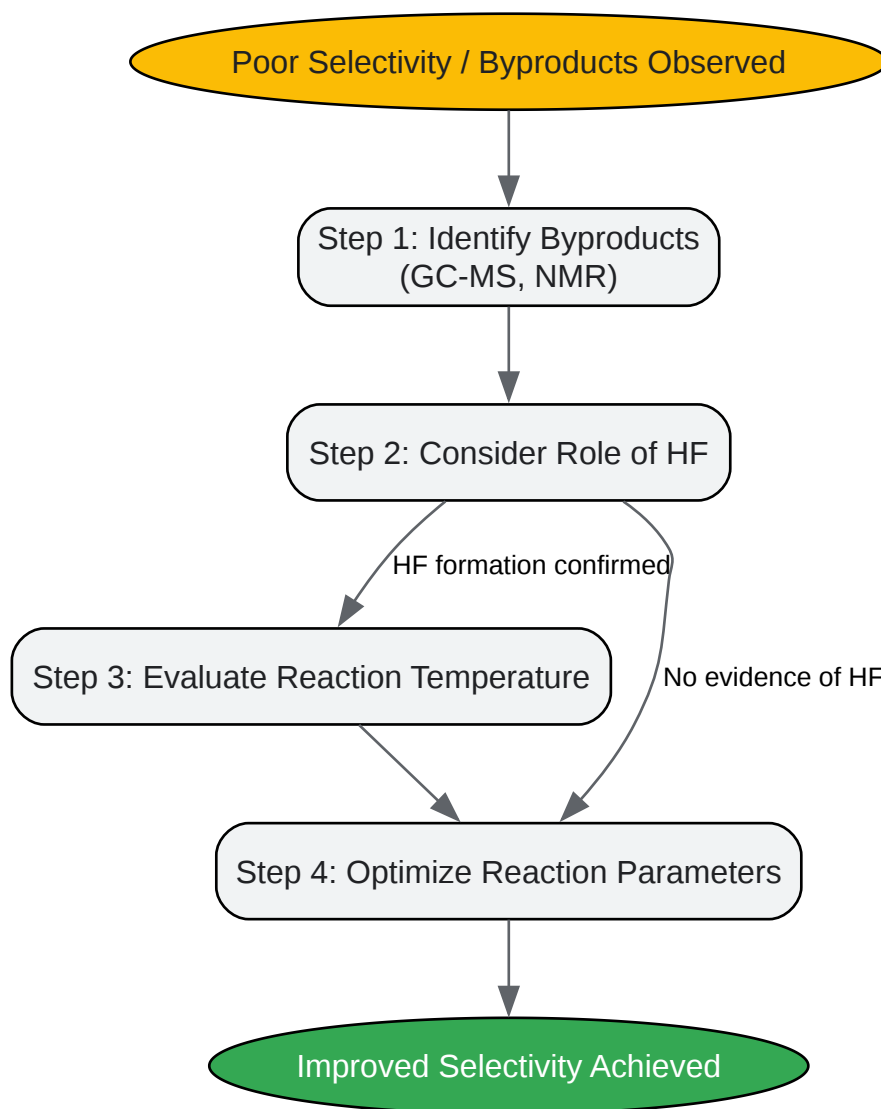 Poor Selectivity / Byproducts Observed
Step 1: Identify Byproducts
(GC-MS, NMR)
Step 2: Consider Role of HF
HF formation confirmed
Step 3: Evaluate Reaction Temperature
No evidence of HF
Step 4: Optimize Reaction Parameters
Improved Selectivity Achieved